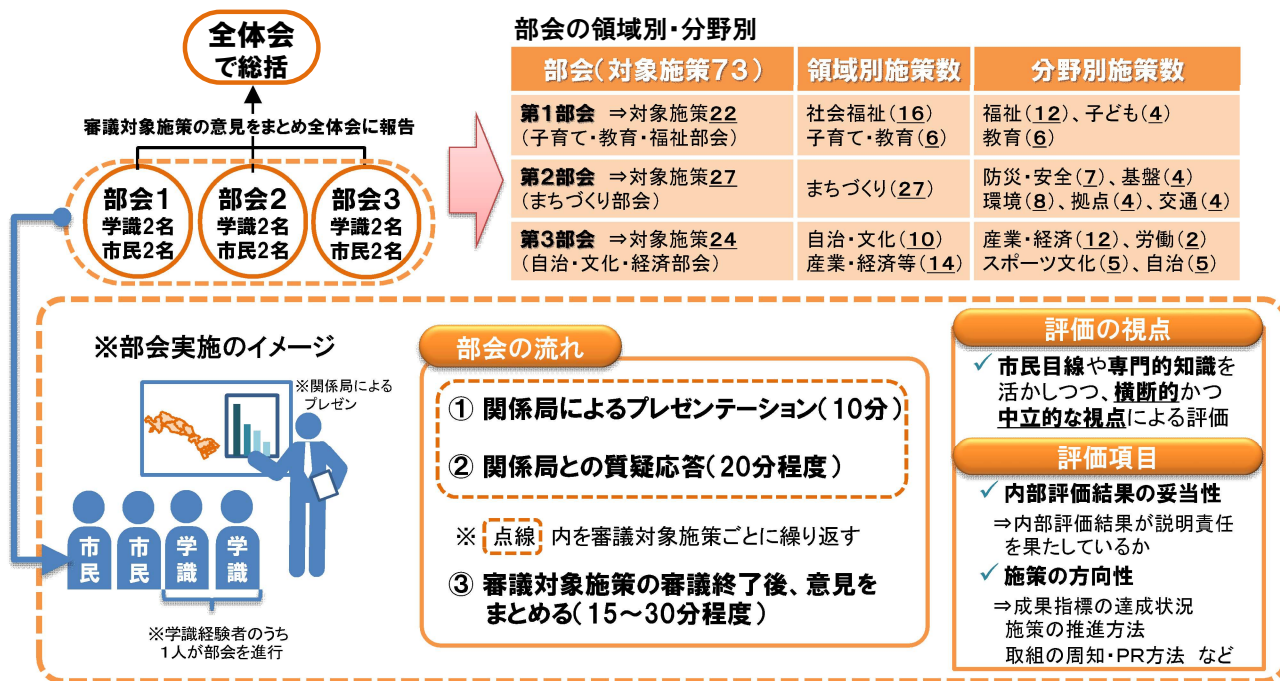 全体会
で総括
審議対象施策の意見をまとめ全体会に報告
部会1
学識2名
市民2名
部会2
学識2名
市民2名
部会3
学識2名
市民2名
部会の領域別・分野別
部会(対象施策73)
領域別施策数
分野別施策数
第1部会 ⇒対象施策22
(子育て・教育・福祉部会)
社会福祉(16)
子育て・教育(6)
福祉(12)、子ども(4)
教育(6)
第2部会 ⇒対象施策27
(まちづくり部会)
まちづくり(27)
防災・安全(7)、基盤(4)
環境(8)、拠点(4)、交通(4)
第3部会 ⇒対象施策24
(自治・文化・経済部会)
自治・文化(10)
産業・経済等(14)
産業・経済(12)、労働(2)
スポーツ文化(5)、自治(5)
※部会実施のイメージ
※関係局による
プレゼン
市民
市民
学識
学識
※学識経験者のうち
1人が部会を進行
部会の流れ
① 関係局によるプレゼンテーション(10分)
② 関係局との質疑応答(20分程度)
※ 点線 内を審議対象施策ごとに繰り返す
③ 審議対象施策の審議終了後、意見を
まとめる(15~30分程度)
評価の視点
✓ 市民目線や専門的知識を
活かしつつ、横断的かつ
中立的な視点による評価
評価項目
✓ 内部評価結果の妥当性
⇒内部評価結果が説明責任
を果たしているか
✓ 施策の方向性
⇒成果指標の達成状況
施策の推進方法
取組の周知・PR方法 など